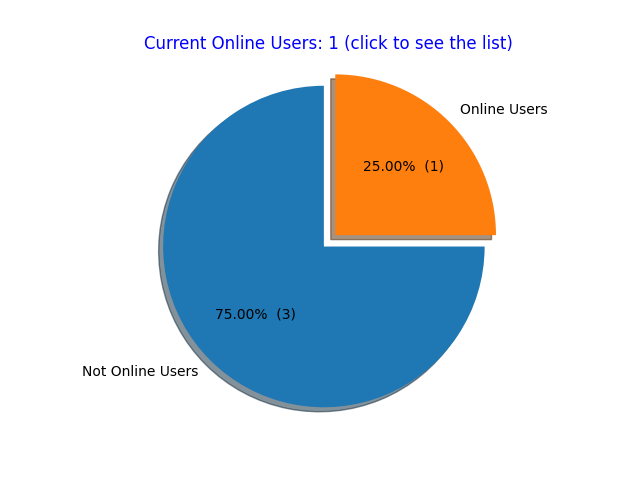 Current Online Users: 1 (click to see the list)
Online Users
25.00%  (1)
75.00%  (3)
Not Online Users